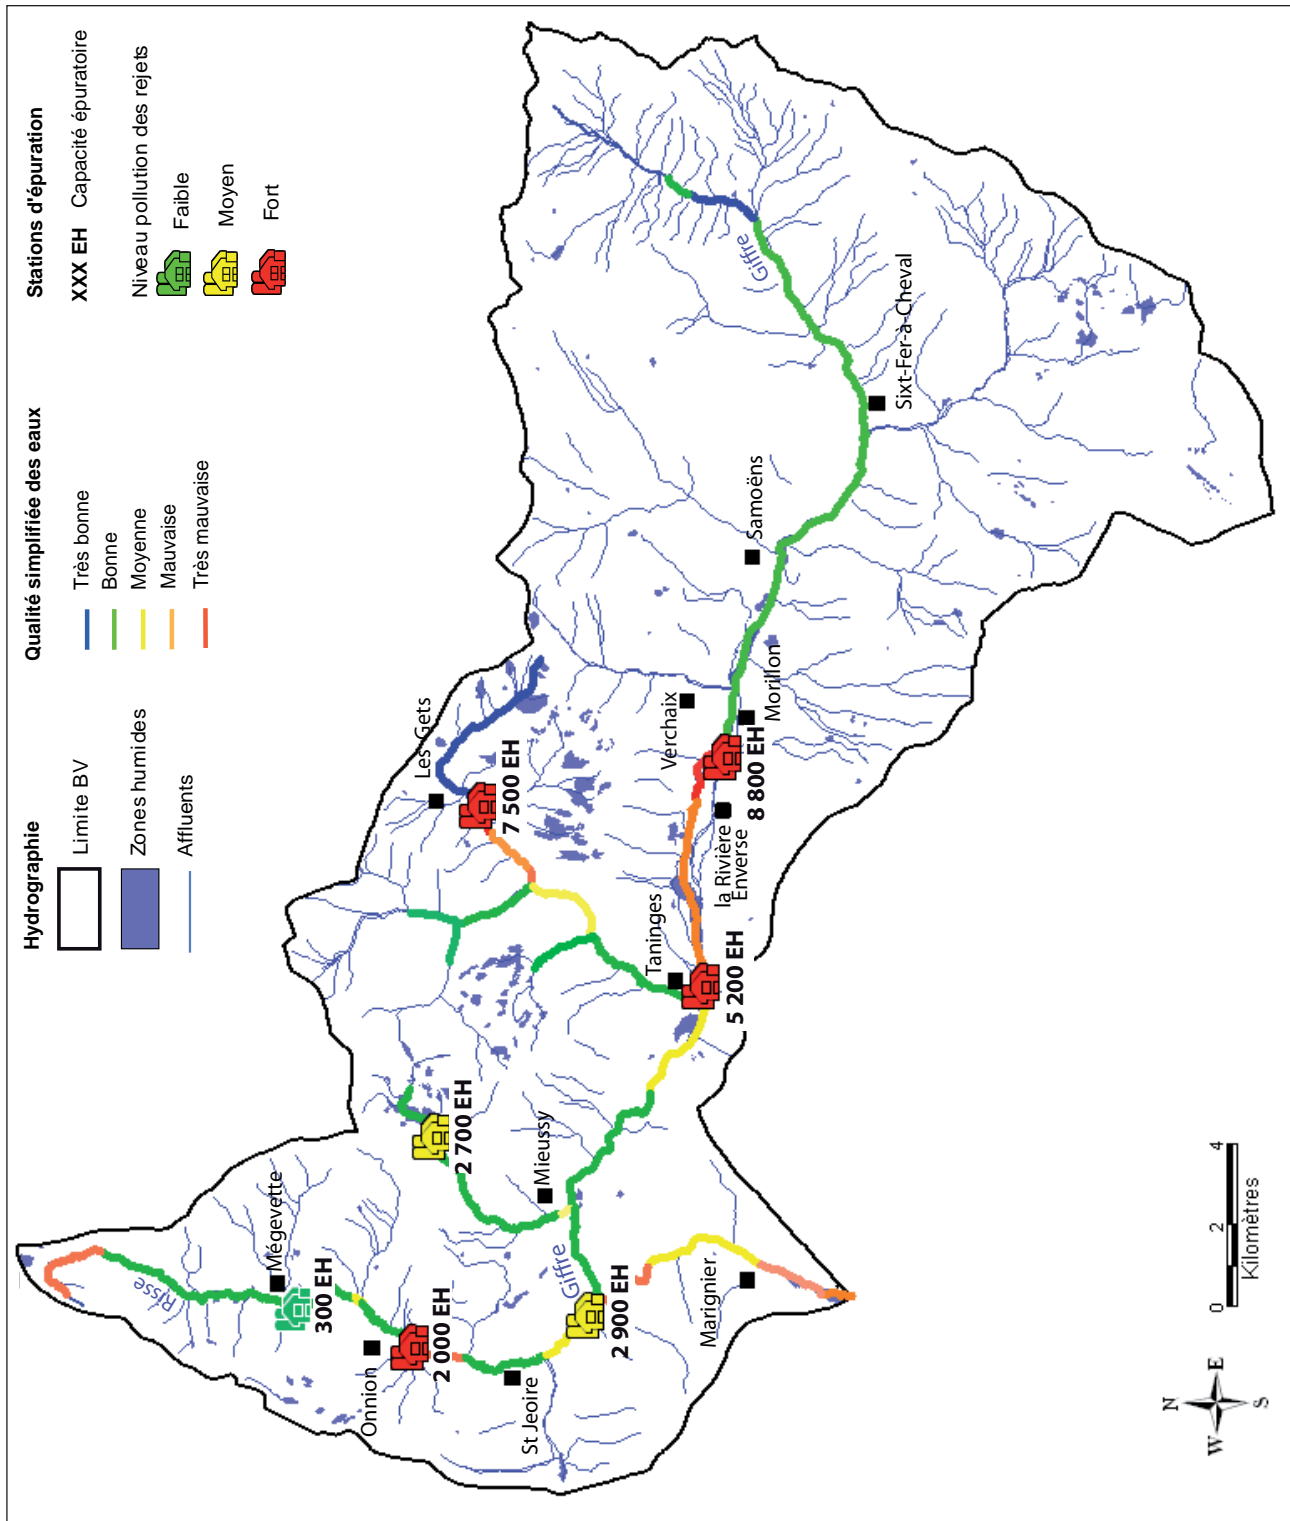 Hydrographe
Limite BV
Zones humides
Affluents
Qualité simplifiée des eaux
Très bonne
Bonne
Moyenne
Mauvaise
Très mauvaise
Stations d'épuration
XXX EH Capacité épuratoire
Niveau pollution des rejets
Faible
Moyen
Fort
Mégevette
Risse
300 EH
Onnion
2 000 EH
St Jeoire
2 900 EH
Giffre
Marignier
Mieussy
2 700 EH
Les Gets
7 500 EH
Taninges
5 200 EH
la Rivière
Enverse
Verchaix
8 800 EH
Morillon
Samoëns
Sixt-Fer-à-Cheval
Giffre
N
W
E
S
0
2
4
Kilomètres